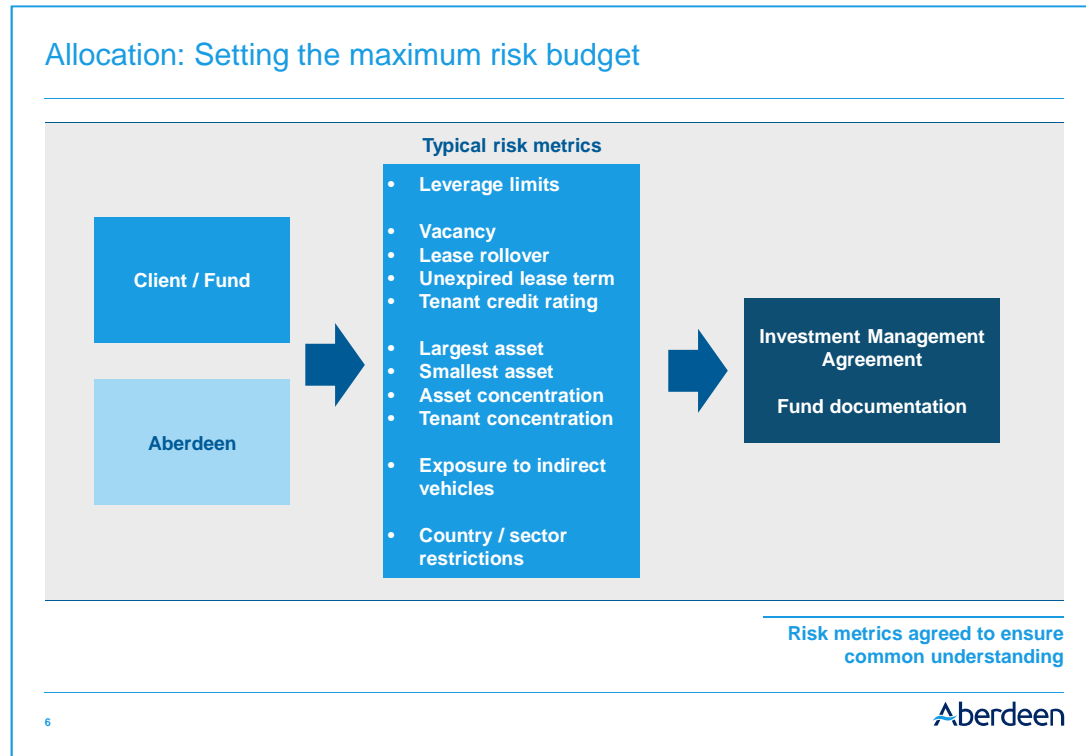 Allocation: Setting the maximum risk budget
Client / Fund
Aberdeen
Typical risk metrics
• Leverage limits
• Vacancy
• Lease rollover
• Unexpired lease term
• Tenant credit rating
• Largest asset
• Smallest asset
• Asset concentration
• Tenant concentration
• Exposure to indirect
vehicles
• Country / sector
restrictions
Investment Management
Agreement
Fund documentation
Risk metrics agreed to ensure
common understanding
6
Aberdeen